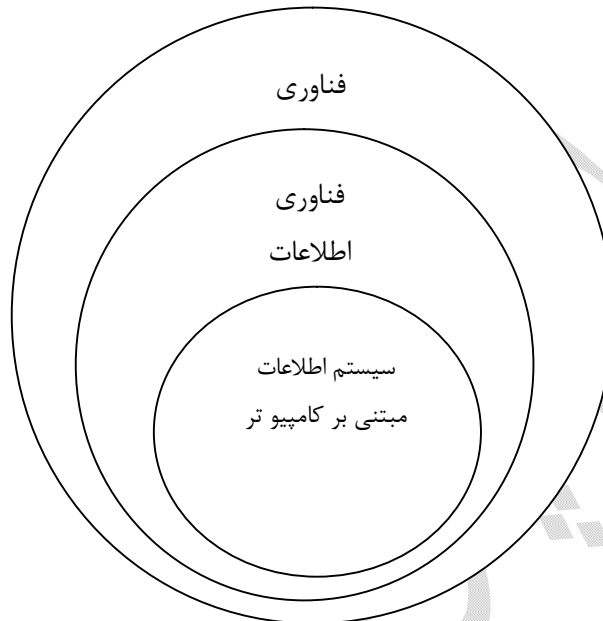 فناوری
فناوری
اطلاعات
سیستم اطلاعات
مبتنی بر کامپیو تر